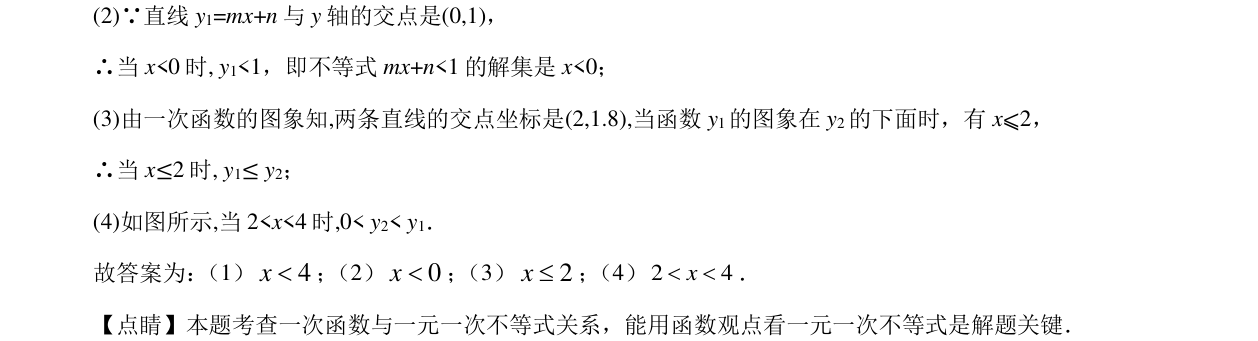 (2)∵直线 y₁=mx+n 与 y 轴的交点是(0,1)，
∴当 x<0 时, y₁<1，即不等式 mx+n<1 的解集是 x<0；
(3)由一次函数的图象知,两条直线的交点坐标是(2,1.8),当函数 y₁ 的图象在 y₂ 的下面时，有 x⩽2，
∴当 x≤2 时, y₁≤ y₂；
(4)如图所示,当 2<x<4 时,0< y₂< y₁．
故答案为:（1） x < 4 ；（2） x < 0 ；（3） x ≤ 2 ；（4） 2 < x < 4 ．
【点睛】本题考查一次函数与一元一次不等式关系，能用函数观点看一元一次不等式是解题关键．